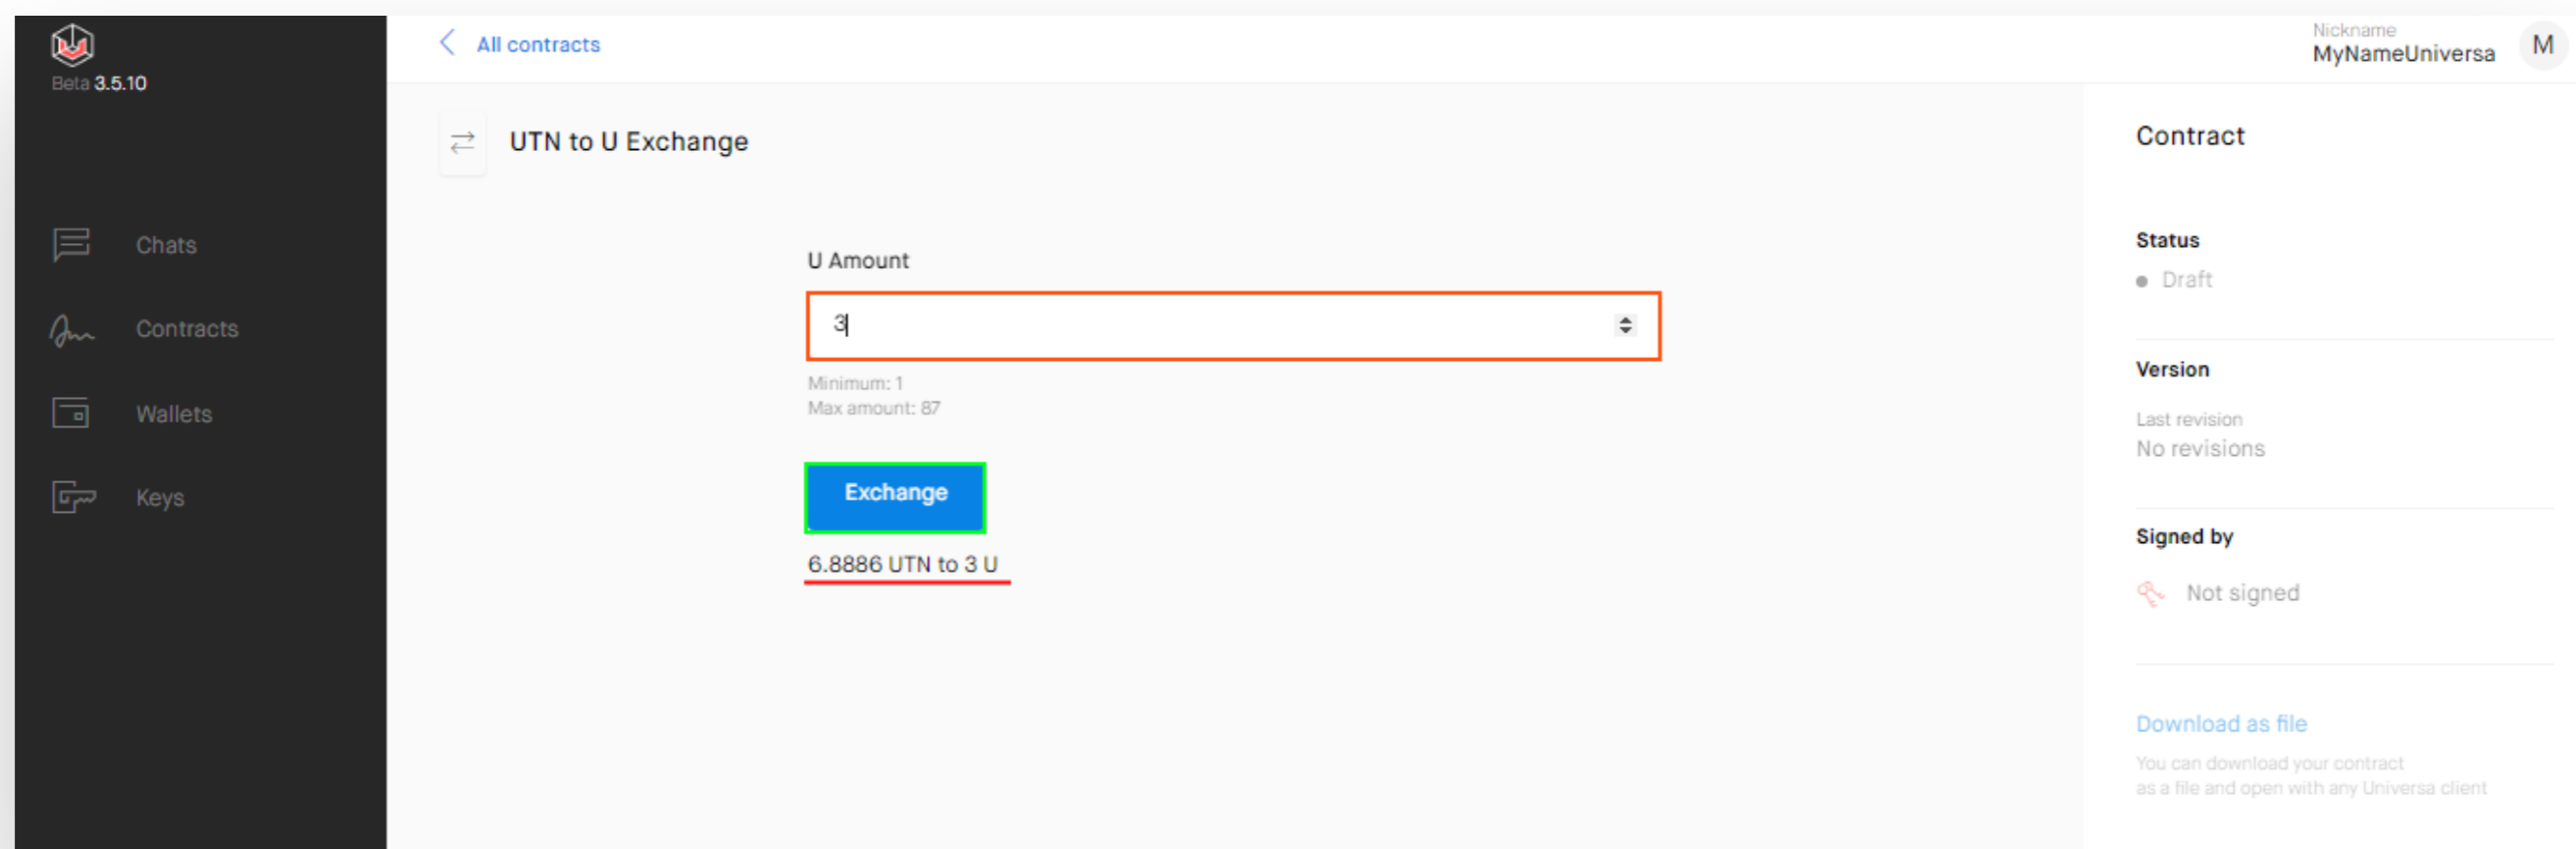 Beta 3.5.10
Chats
Contracts
Wallets
Keys
All contracts
Nickname
MyNameUniversa
M
UTN to U Exchange
U Amount
3
Minimum: 1
Max amount: 87
Exchange
6.8886 UTN to 3 U
Contract
Status
Draft
Version
Last revision
No revisions
Signed by
Not signed
Download as file
You can download your contract
as a file and open with any Universa client